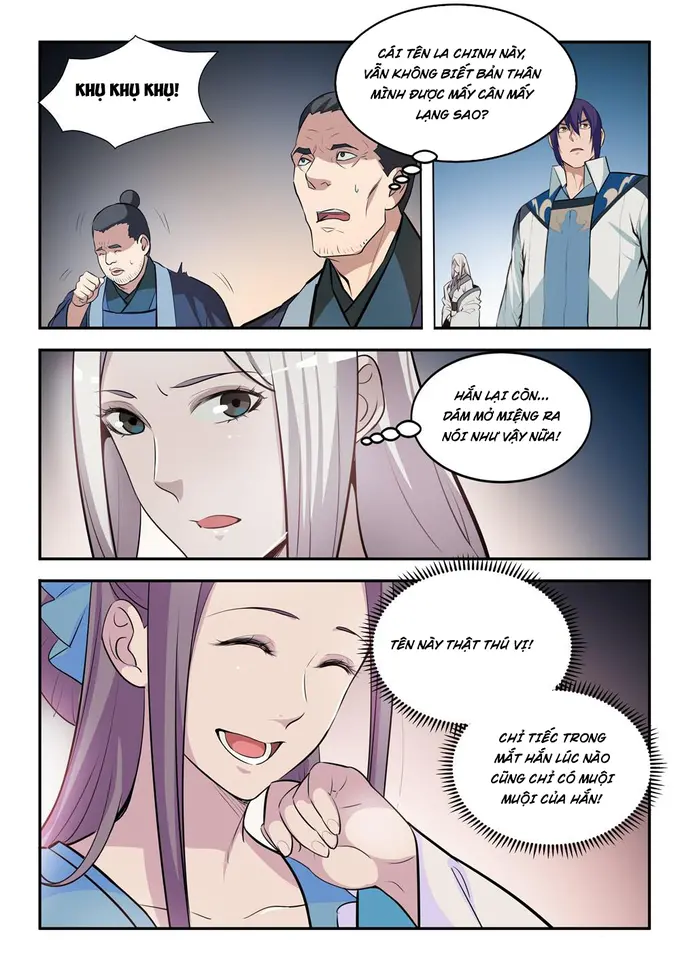 KHỤ KHỤ KHỤ!
CÁI TÊN LA CHINH NÀY,
VẪN KHÔNG BIẾT BẢN THÂN
MÌNH ĐƯỢC MẤY CÂN MẤY
LẠNG SAO?
HẮN LẠI CÒN...
DÁM MỞ MIỆNG RA
NÓI NHƯ VẬY NỮA!
TÊN NÀY THẬT THÚ VỊ!
CHỈ TIẾC TRONG
MẮT HẮN LÚC NÀO
CŨNG CHỈ CÓ MUỘI
MUỘI CỦA HẮN!